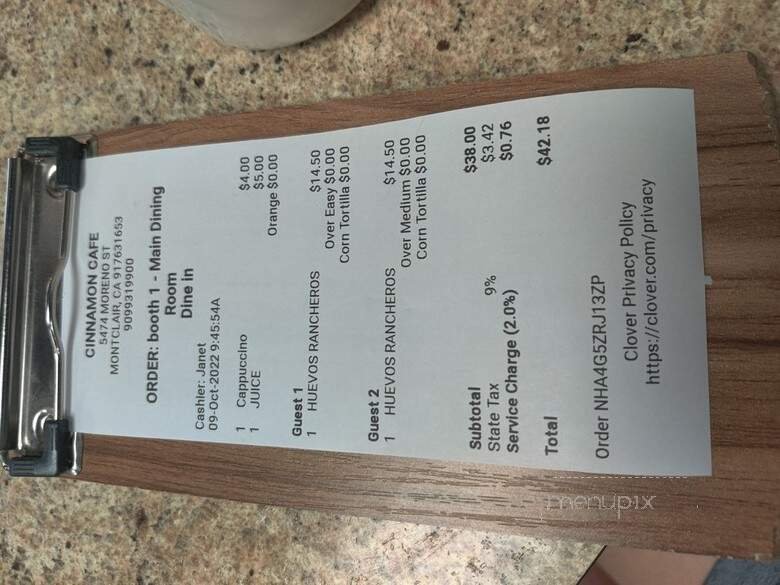 CINNAMON CAFE
5474 MORENO ST
MONTCLAIR, CA 917631653
9099319900
ORDER: booth 1 - Main Dining
Room
Dine in
Cashier: Janet
09-Oct-2022 9:45:54A
1 Cappuccino $4.00
1 JUICE $5.00
Orange $0.00
Guest 1
1 HUEVOS RANCHEROS $14.50
Over Easy $0.00
Corn Tortilla $0.00
Guest 2
1 HUEVOS RANCHEROS $14.50
Over Medium $0.00
Corn Tortilla $0.00
Subtotal $38.00
State Tax 9% $3.42
Service Charge (2.0%) $0.76
Total $42.18
Order NHA4G5ZRJ13ZP
Clover Privacy Policy
https://clover.com/privacy
menupix